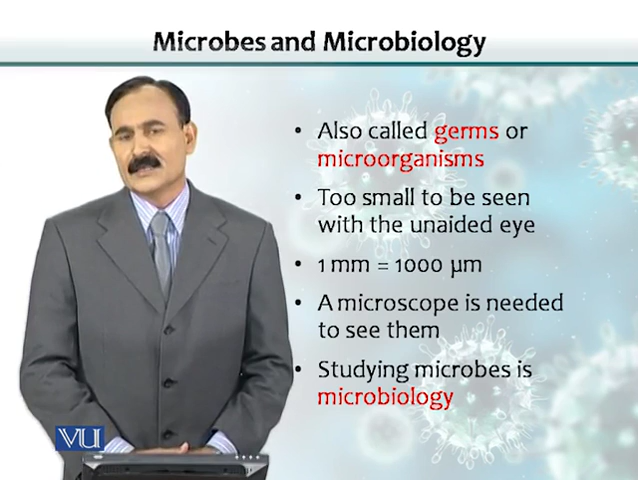 Microbes and Microbiology
• Also called germs or
microorganisms
• Too small to be seen
with the unaided eye
• 1 mm = 1000 µm
• A microscope is needed
to see them
• Studying microbes is
microbiology
VU